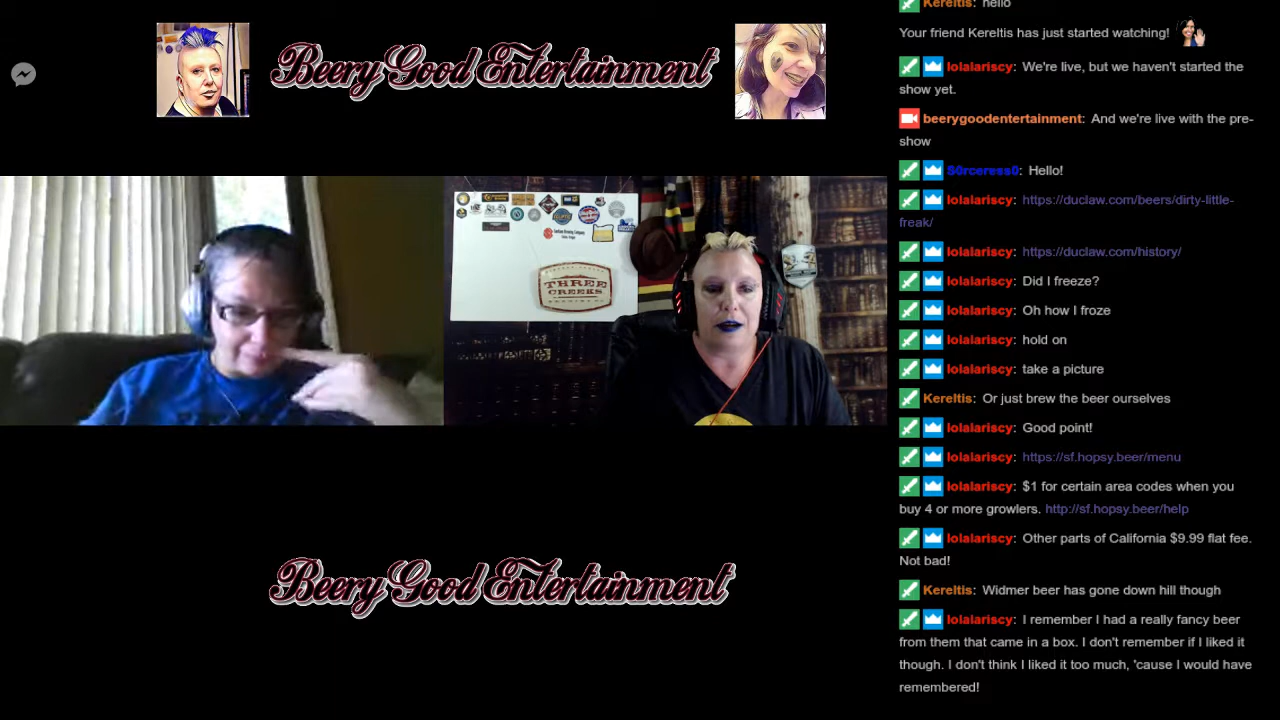 Kereltis: hello
Beery Good Entertainment
Your friend Kereltis has just started watching!
lolalariscy: We're live, but we haven't started the
show yet.
beerygoodentertainment: And we're live with the pre-
show
S0rceress0: Hello!
lolalariscy: https://duclaw.com/beers/dirty-little-
freak/
lolalariscy: https://duclaw.com/history/
lolalariscy: Did I freeze?
lolalariscy: Oh how I froze
lolalariscy: hold on
lolalariscy: take a picture
Kereltis: Or just brew the beer ourselves
lolalariscy: Good point!
lolalariscy: https://sf.hopsy.beer/menu
lolalariscy: $1 for certain area codes when you
buy 4 or more growlers. http://sf.hopsy.beer/help
lolalariscy: Other parts of California $9.99 flat fee.
Not bad!
Kereltis: Widmer beer has gone down hill though
lolalariscy: I remember I had a really fancy beer
from them that came in a box. I don't remember if I liked it
though. I don't think I liked it too much, 'cause I would have
remembered!
THREE
CREEKS
Beery Good Entertainment